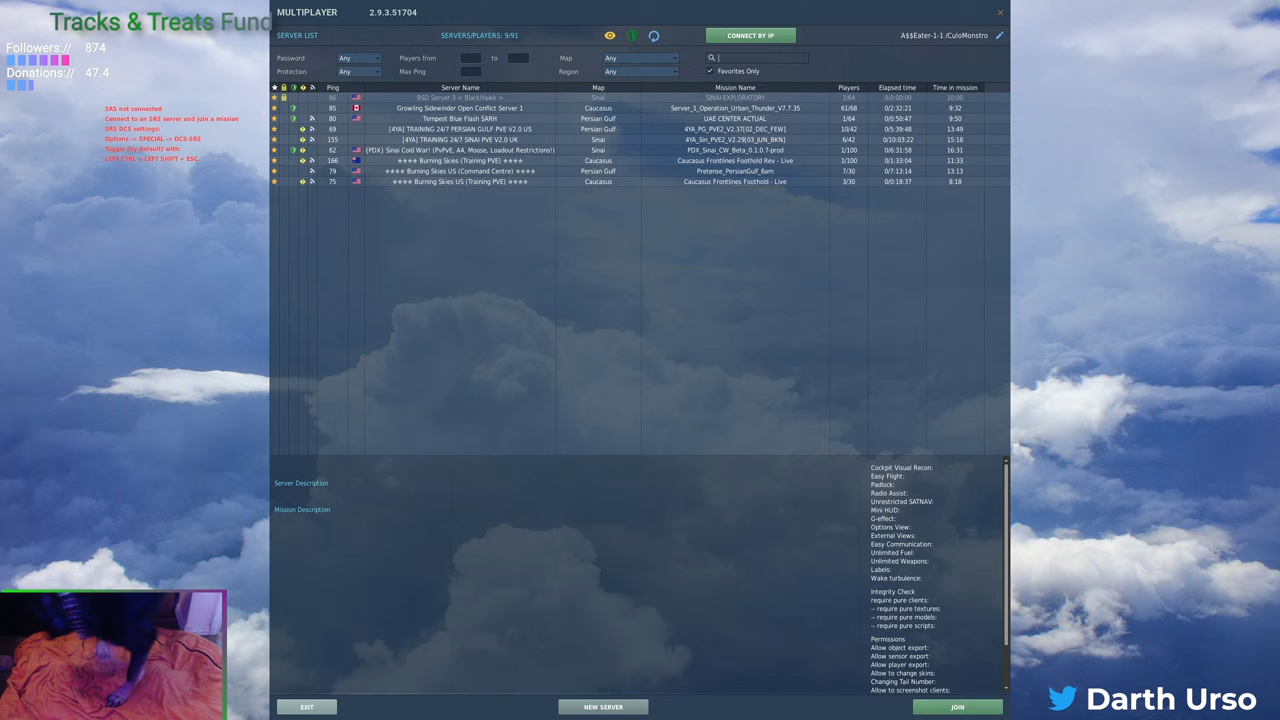 Tracks & Treats Fund
Followers:// 874
Donations:// 47.4
SRS not connected
Connect to an SRS server and join a mission
SRS DCS settings:
Options -> SPECIAL -> DCS-SRS
Toggle (by default) with:
LEFT CTRL + LEFT SHIFT + ESC
MULTIPLAYER 2.9.3.51704
SERVER LIST SERVERS/PLAYERS: 9/91 CONNECT BY IP A$$Eater-1-1 /CuloMonstro
Password Any Players from to Map Any
Protection Any Max Ping Region Any Favorites Only
Ping Server Name Map Mission Name Players Elapsed time Time in mission
86 BSD Server 3 < BlackHawk > Sinai SINAI-EXPLORATORY 1/64 0/0:00:00 10:00
85 Growling Sidewinder Open Conflict Server 1 Caucasus Server_1_Operation_Urban_Thunder_V7.7.35 61/68 0/2:32:21 9:32
80 Tempest Blue Flash SARH Persian Gulf UAE CENTER ACTUAL 1/64 0/0:50:47 9:50
69 [4YA] TRAINING 24/7 PERSIAN GULF PVE V2.0 US Persian Gulf 4YA_PG_PVE2_V2.37[02_DEC_FEW] 10/42 0/5:39:48 13:49
155 [4YA] TRAINING 24/7 SINAI PVE V2.0 UK Sinai 4YA_Sin_PVE2_V2.29[03_JUN_BKN] 6/42 0/10:03:22 15:18
62 {PDX} Sinai Cold War! (PvPvE, A4, Moose, Loadout Restrictions!) Sinai PDX_Sinai_CW_Beta_0.1.0.7-prod 1/100 0/6:31:58 16:31
166 **** Burning Skies (Training PVE) **** Caucasus Caucasus Frontlines Foothold Rev - Live 1/100 0/1:33:04 11:33
79 **** Burning Skies US (Command Centre) **** Persian Gulf Pretense_PersianGulf_6am 7/30 0/7:13:14 13:13
75 **** Burning Skies US (Training PVE) **** Caucasus Caucasus Frontlines Foothold - Live 3/30 0/0:18:37 8:18
Server Description
Mission Description
Cockpit Visual Recon:
Easy Flight:
Padlock:
Radio Assist:
Unrestricted SATNAV:
Mini HUD:
G-effect:
Options View:
External Views:
Easy Communication:
Unlimited Fuel:
Unlimited Weapons:
Labels:
Wake turbulence:
Integrity Check
require pure clients:
-- require pure textures:
-- require pure models:
-- require pure scripts:
Permissions
Allow object export:
Allow sensor export:
Allow player export:
Allow to change skins:
Changing Tail Number:
Allow to screenshot clients:
EXIT NEW SERVER JOIN
Darth Urso